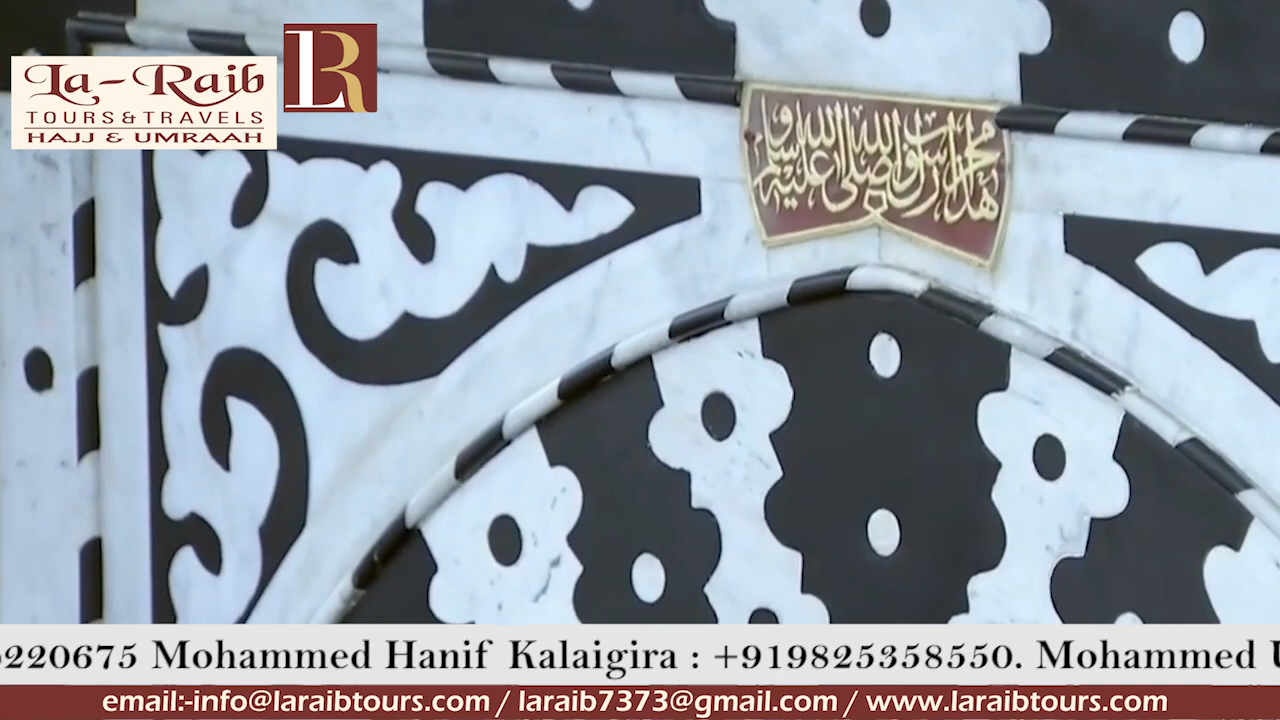 La-Raib
TOURS & TRAVELS
HAJJ & UMRAAH
LR
هذا محراب رسول الله صلى الله عليه وسلم
220675 Mohammed Hanif Kalaigira : +919825358550. Mohammed
email:-info@laraibtours.com / laraib7373@gmail.com / www.laraibtours.com